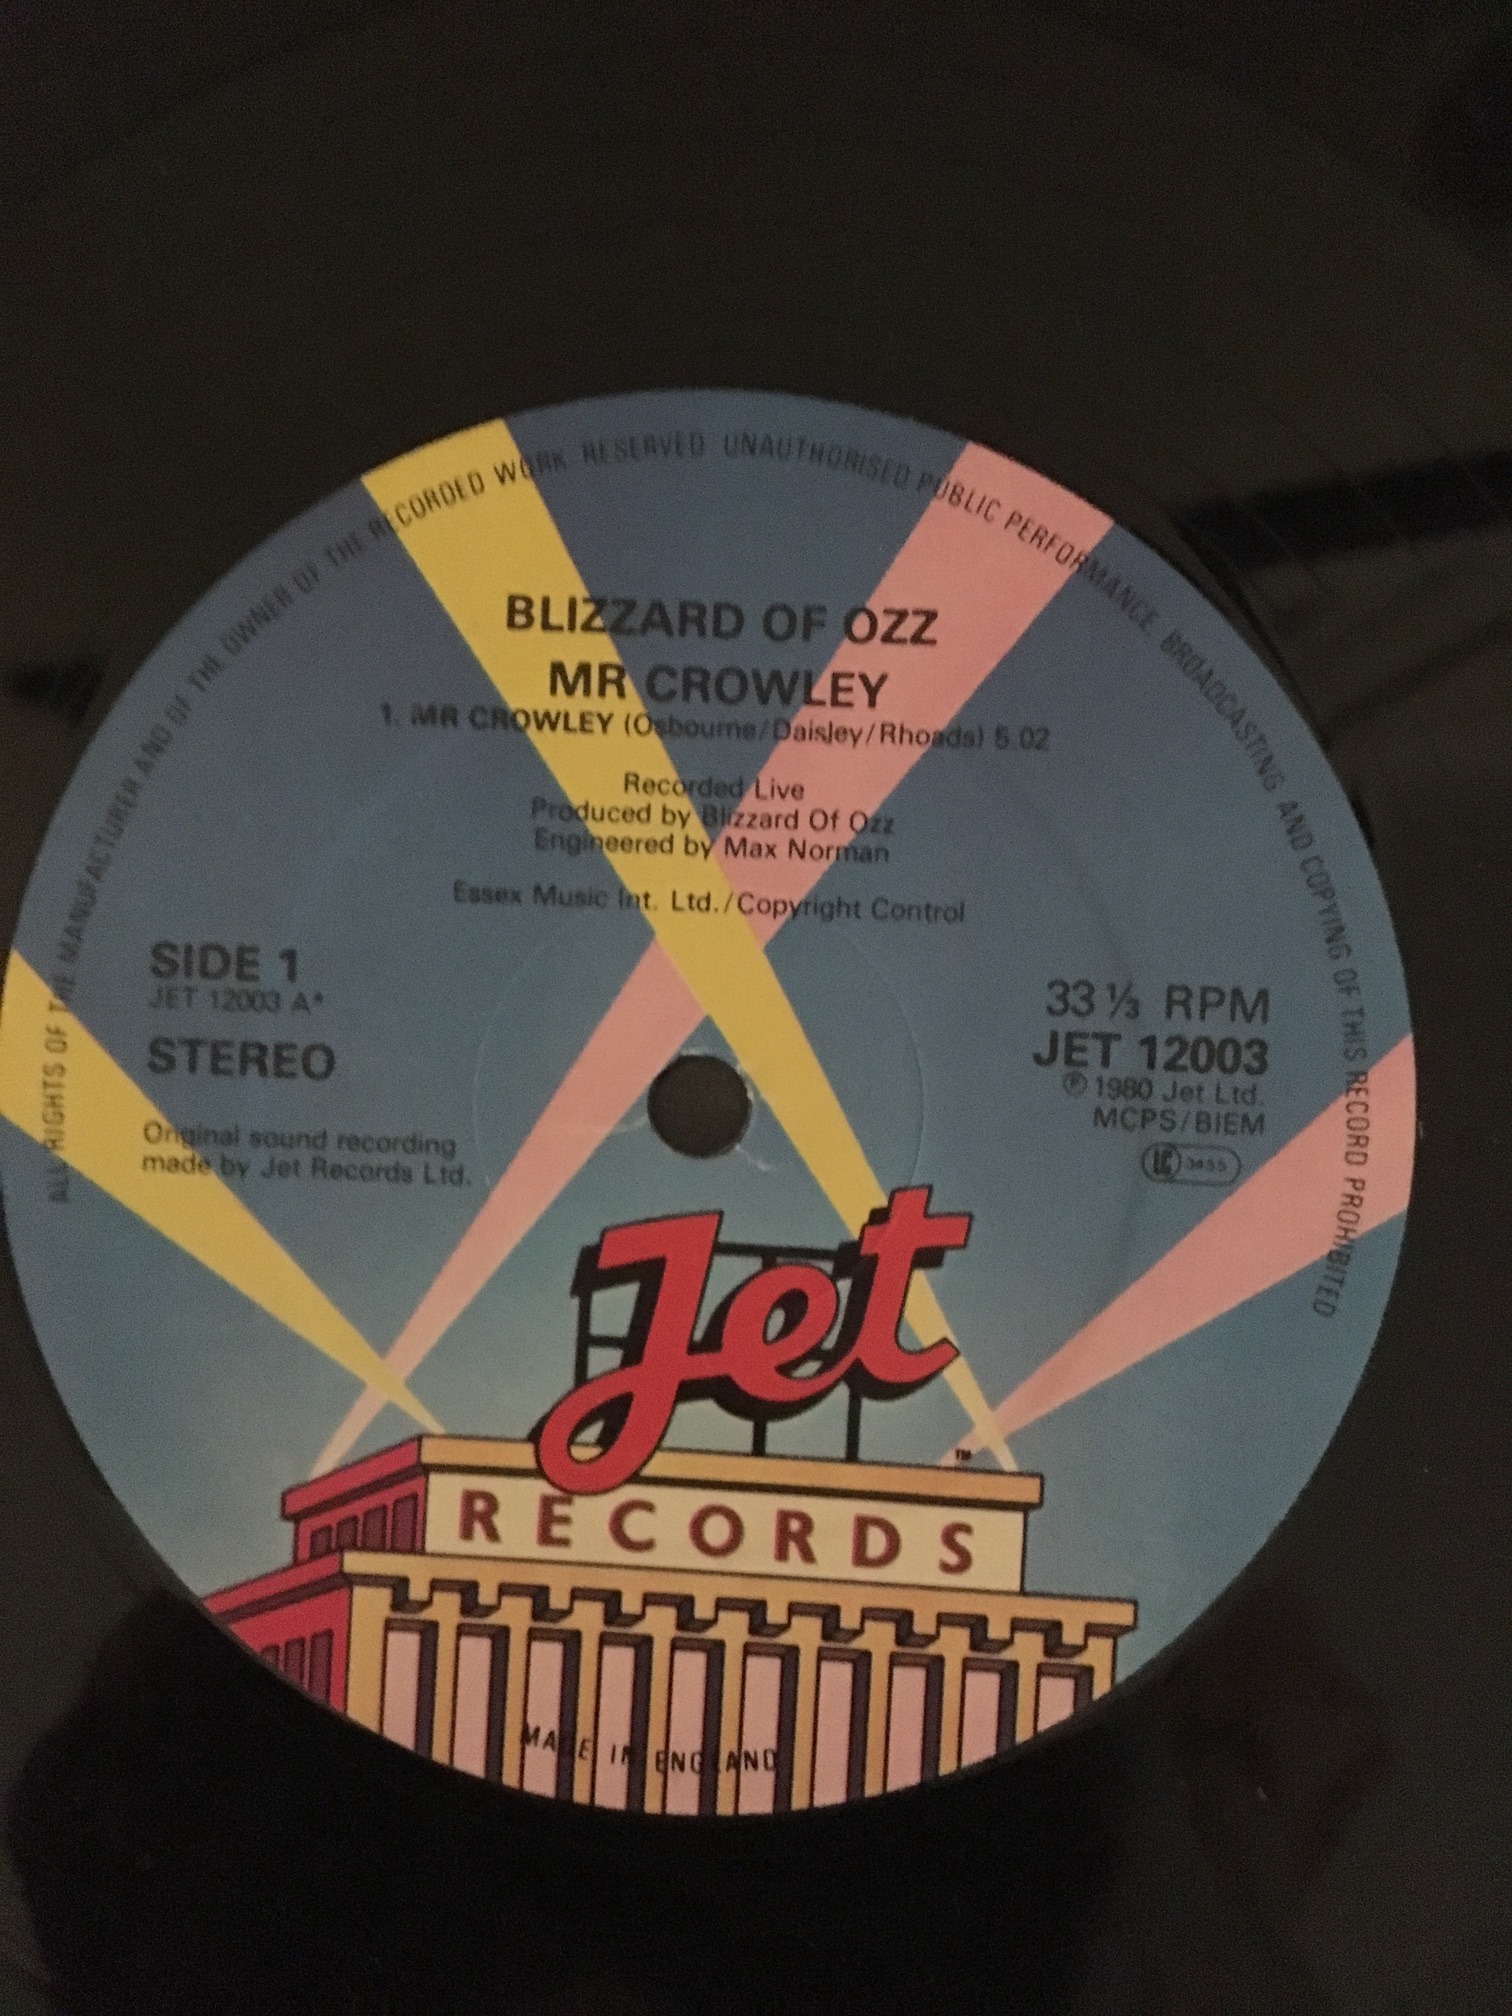 ALL RIGHTS OF THE MANUFACTURER AND OF THE OWNER OF THE RECORDED WORK RESERVED UNAUTHORISED PUBLIC PERFORMANCE BROADCASTING AND COPYING OF THIS RECORD PROHIBITED
BLIZZARD OF OZZ
MR CROWLEY
1. MR CROWLEY (Osbourne/Daisley/Rhoads) 5.02
Recorded Live
Produced by Blizzard Of Ozz
Engineered by Max Norman
Essex Music Int. Ltd./Copyright Control
SIDE 1
JET 12003 A*
STEREO
Original sound recording
made by Jet Records Ltd.
33 ⅓ RPM
JET 12003
℗ 1980 Jet Ltd.
MCPS/BIEM
LC 3455
Jet
TM
RECORDS
MADE IN ENGLAND